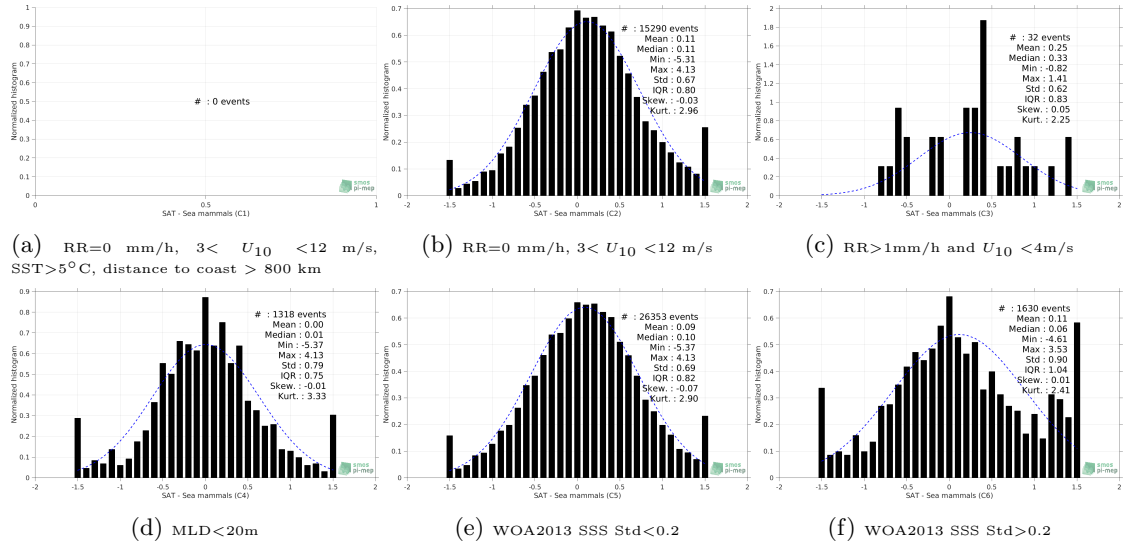 1
0.9
0.8
0.7
0.6
0.5
0.4
0.3
0.2
0.1
0
Normalized histogram
# : 0 events
smos
pi-mep
0 0.5 1
SAT - Sea mammals (C1)
(a) RR=0 mm/h, 3< U10 <12 m/s,
SST>5°C, distance to coast > 800 km
0.7
0.6
0.5
0.4
0.3
0.2
0.1
0
Normalized histogram
# : 15290 events
Mean : 0.11
Median : 0.11
Min : -5.31
Max : 4.13
Std : 0.67
IQR : 0.80
Skew. : -0.03
Kurt. : 2.96
smos
pi-mep
-2 -1.5 -1 -0.5 0 0.5 1 1.5 2
SAT - Sea mammals (C2)
(b) RR=0 mm/h, 3< U10 <12 m/s
2
1.8
1.6
1.4
1.2
1
0.8
0.6
0.4
0.2
0
Normalized histogram
# : 32 events
Mean : 0.25
Median : 0.33
Min : -0.82
Max : 1.41
Std : 0.62
IQR : 0.83
Skew. : 0.05
Kurt. : 2.25
smos
pi-mep
-2 -1.5 -1 -0.5 0 0.5 1 1.5 2
SAT - Sea mammals (C3)
(c) RR>1mm/h and U10 <4m/s
0.9
0.8
0.7
0.6
0.5
0.4
0.3
0.2
0.1
0
Normalized histogram
# : 1318 events
Mean : 0.00
Median : 0.01
Min : -5.37
Max : 4.13
Std : 0.79
IQR : 0.75
Skew. : -0.01
Kurt. : 3.33
smos
pi-mep
-2 -1.5 -1 -0.5 0 0.5 1 1.5 2
SAT - Sea mammals (C4)
(d) MLD<20m
0.7
0.6
0.5
0.4
0.3
0.2
0.1
0
Normalized histogram
# : 26353 events
Mean : 0.09
Median : 0.10
Min : -5.37
Max : 4.13
Std : 0.69
IQR : 0.82
Skew. : -0.07
Kurt. : 2.90
smos
pi-mep
-2 -1.5 -1 -0.5 0 0.5 1 1.5 2
SAT - Sea mammals (C5)
(e) WOA2013 SSS Std<0.2
0.7
0.6
0.5
0.4
0.3
0.2
0.1
0
Normalized histogram
# : 1630 events
Mean : 0.11
Median : 0.06
Min : -4.61
Max : 3.53
Std : 0.90
IQR : 1.04
Skew. : 0.01
Kurt. : 2.41
smos
pi-mep
-2 -1.5 -1 -0.5 0 0.5 1 1.5 2
SAT - Sea mammals (C6)
(f) WOA2013 SSS Std>0.2